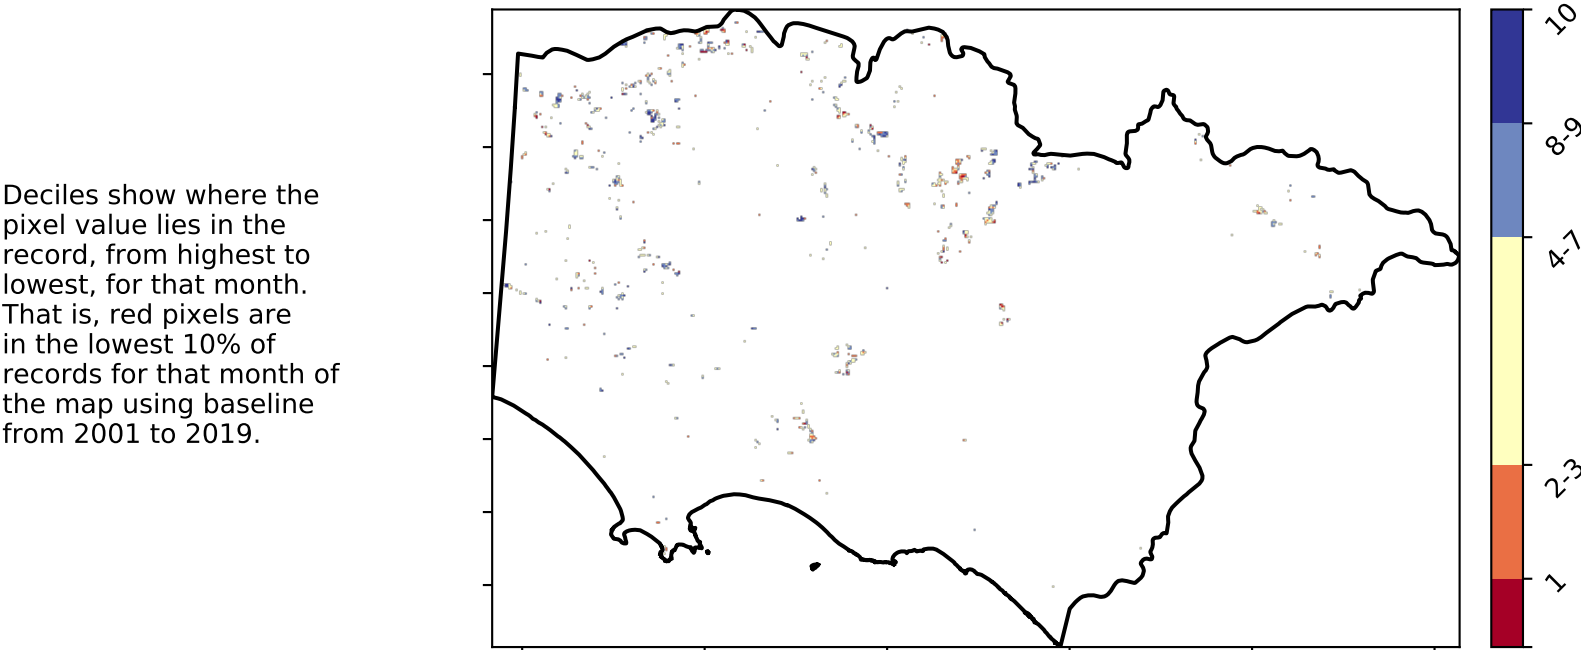 Deciles show where the
pixel value lies in the
record, from highest to
lowest, for that month.
That is, red pixels are
in the lowest 10% of
records for that month of
the map using baseline
from 2001 to 2019.
10
8-9
4-7
2-3
1